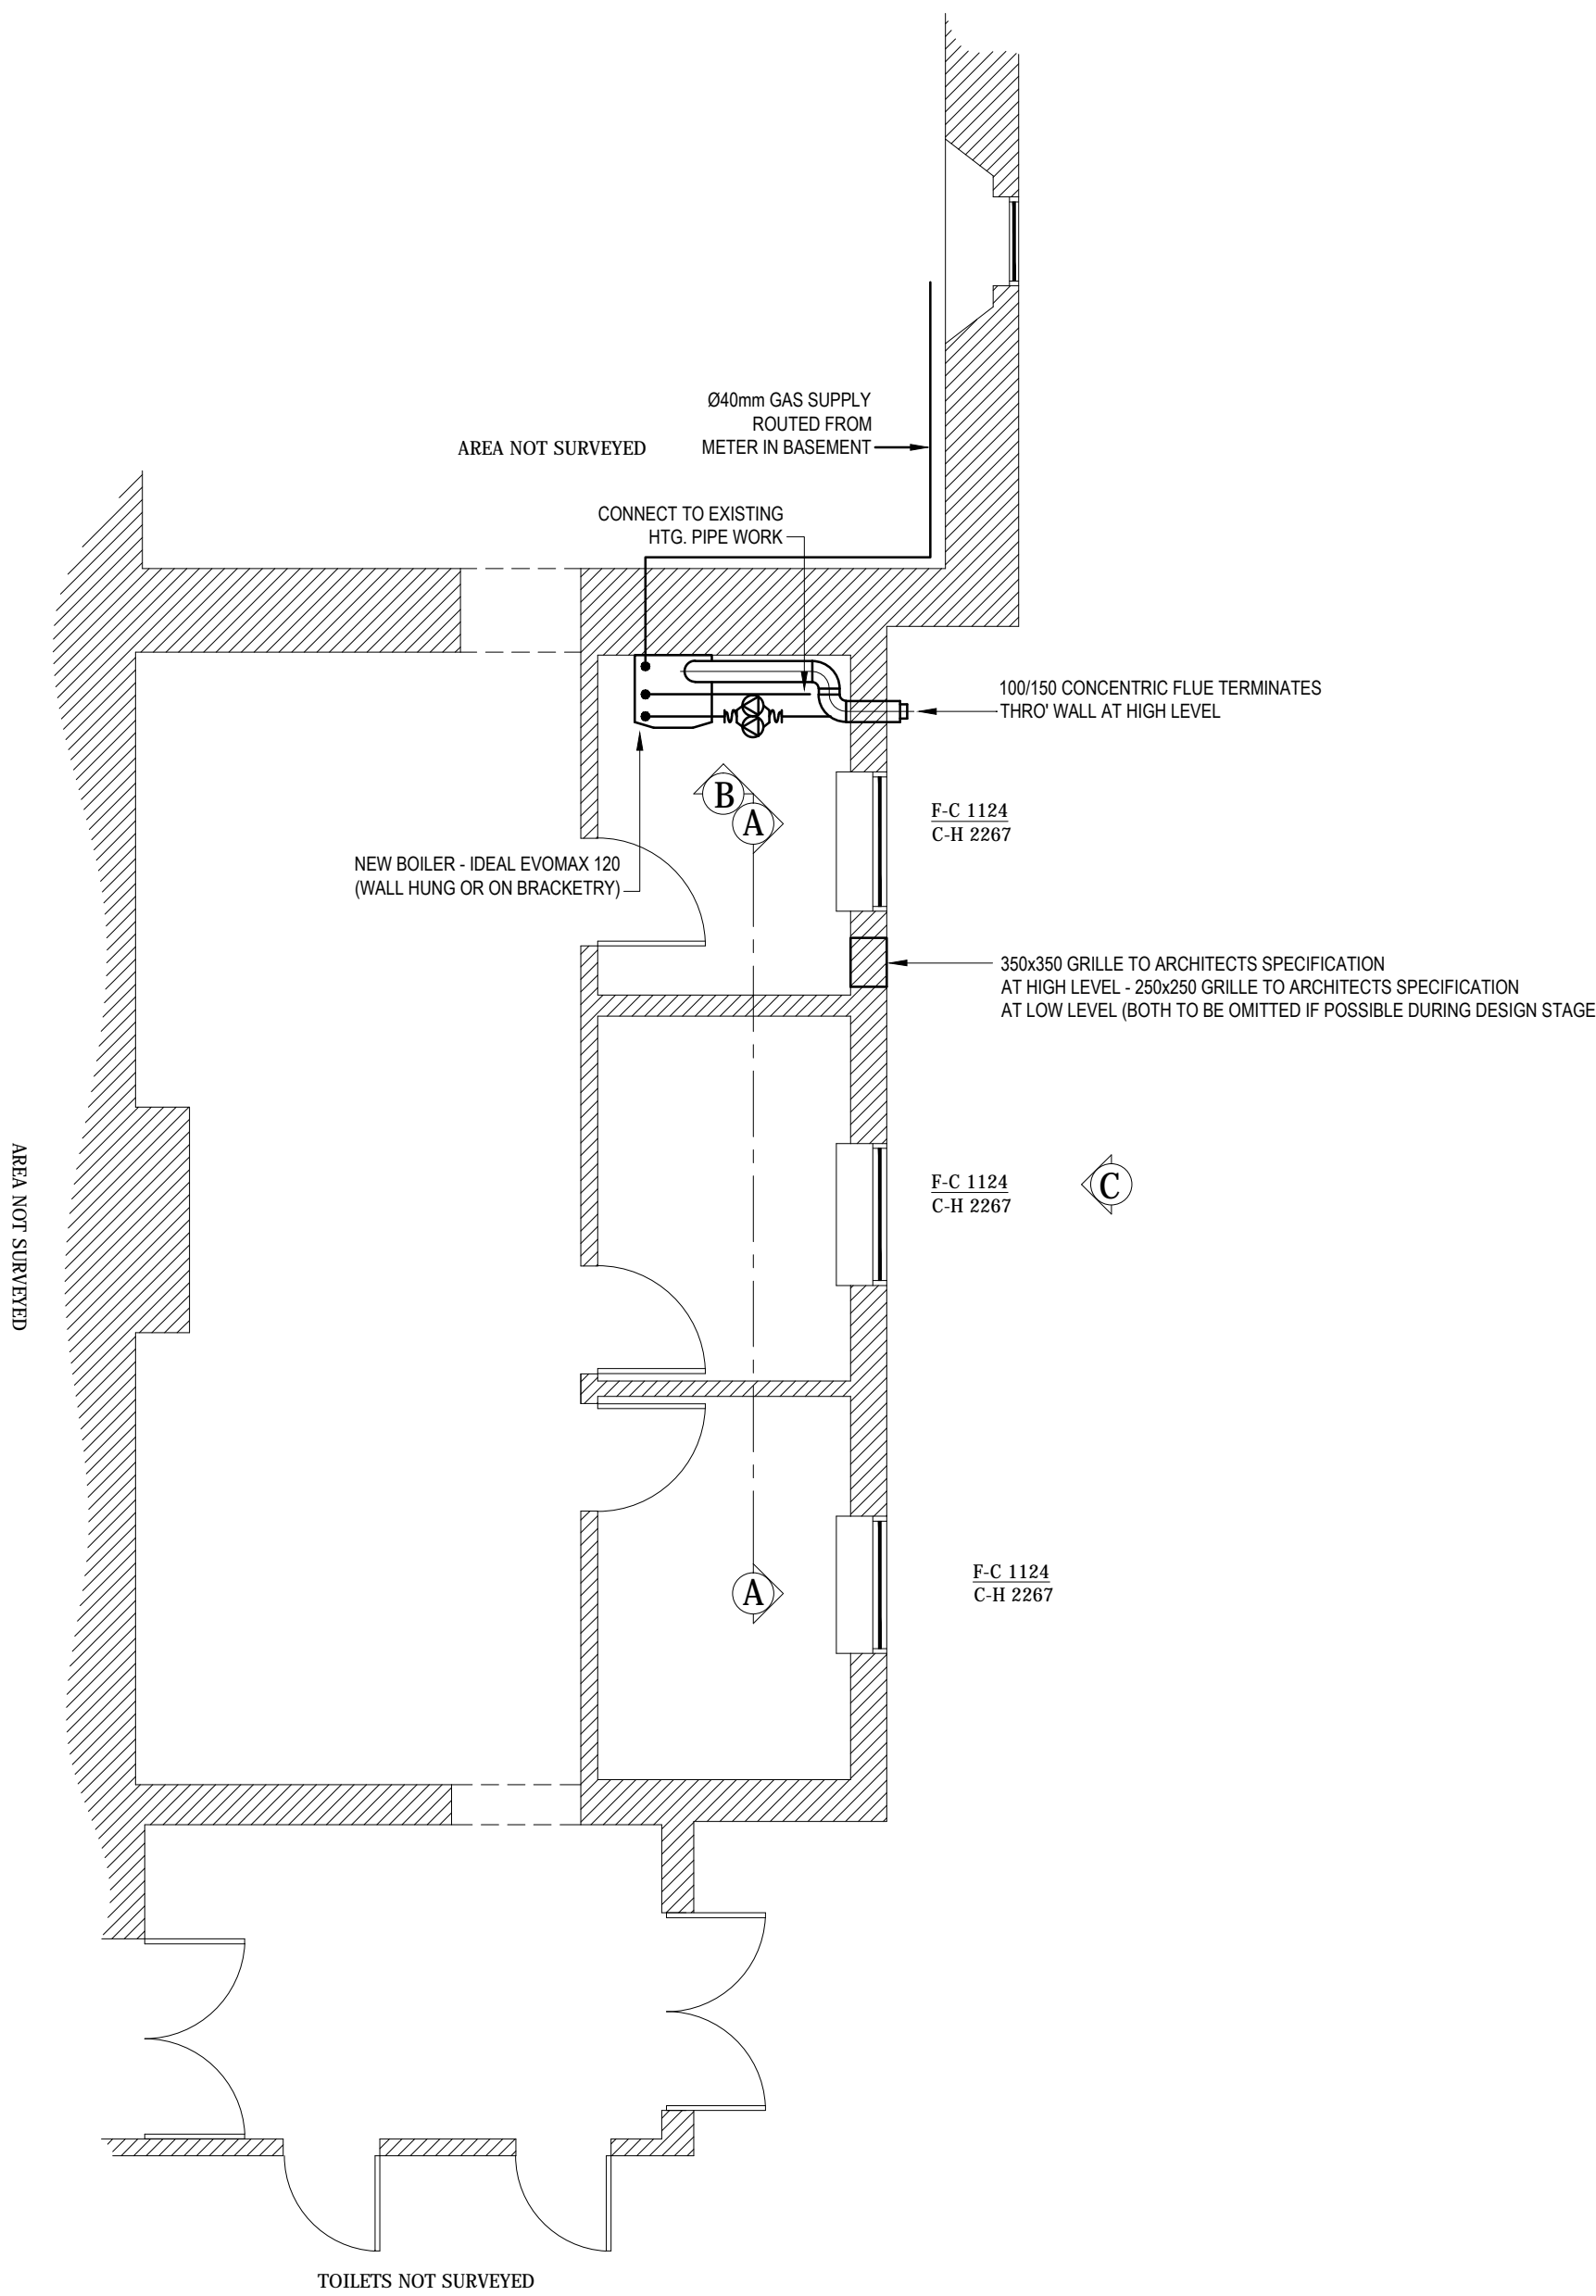 Ø40mm GAS SUPPLY
ROUTED FROM
METER IN BASEMENT
AREA NOT SURVEYED
CONNECT TO EXISTING
HTG. PIPE WORK
100/150 CONCENTRIC FLUE TERMINATES
THRO' WALL AT HIGH LEVEL
B
A
F-C 1124
C-H 2267
NEW BOILER - IDEAL EVOMAX 120
(WALL HUNG OR ON BRACKETRY)
350x350 GRILLE TO ARCHITECTS SPECIFICATION
AT HIGH LEVEL - 250x250 GRILLE TO ARCHITECTS SPECIFICATION
AT LOW LEVEL (BOTH TO BE OMITTED IF POSSIBLE DURING DESIGN STAGE
AREA NOT SURVEYED
F-C 1124
C-H 2267
C
F-C 1124
C-H 2267
A
TOILETS NOT SURVEYED